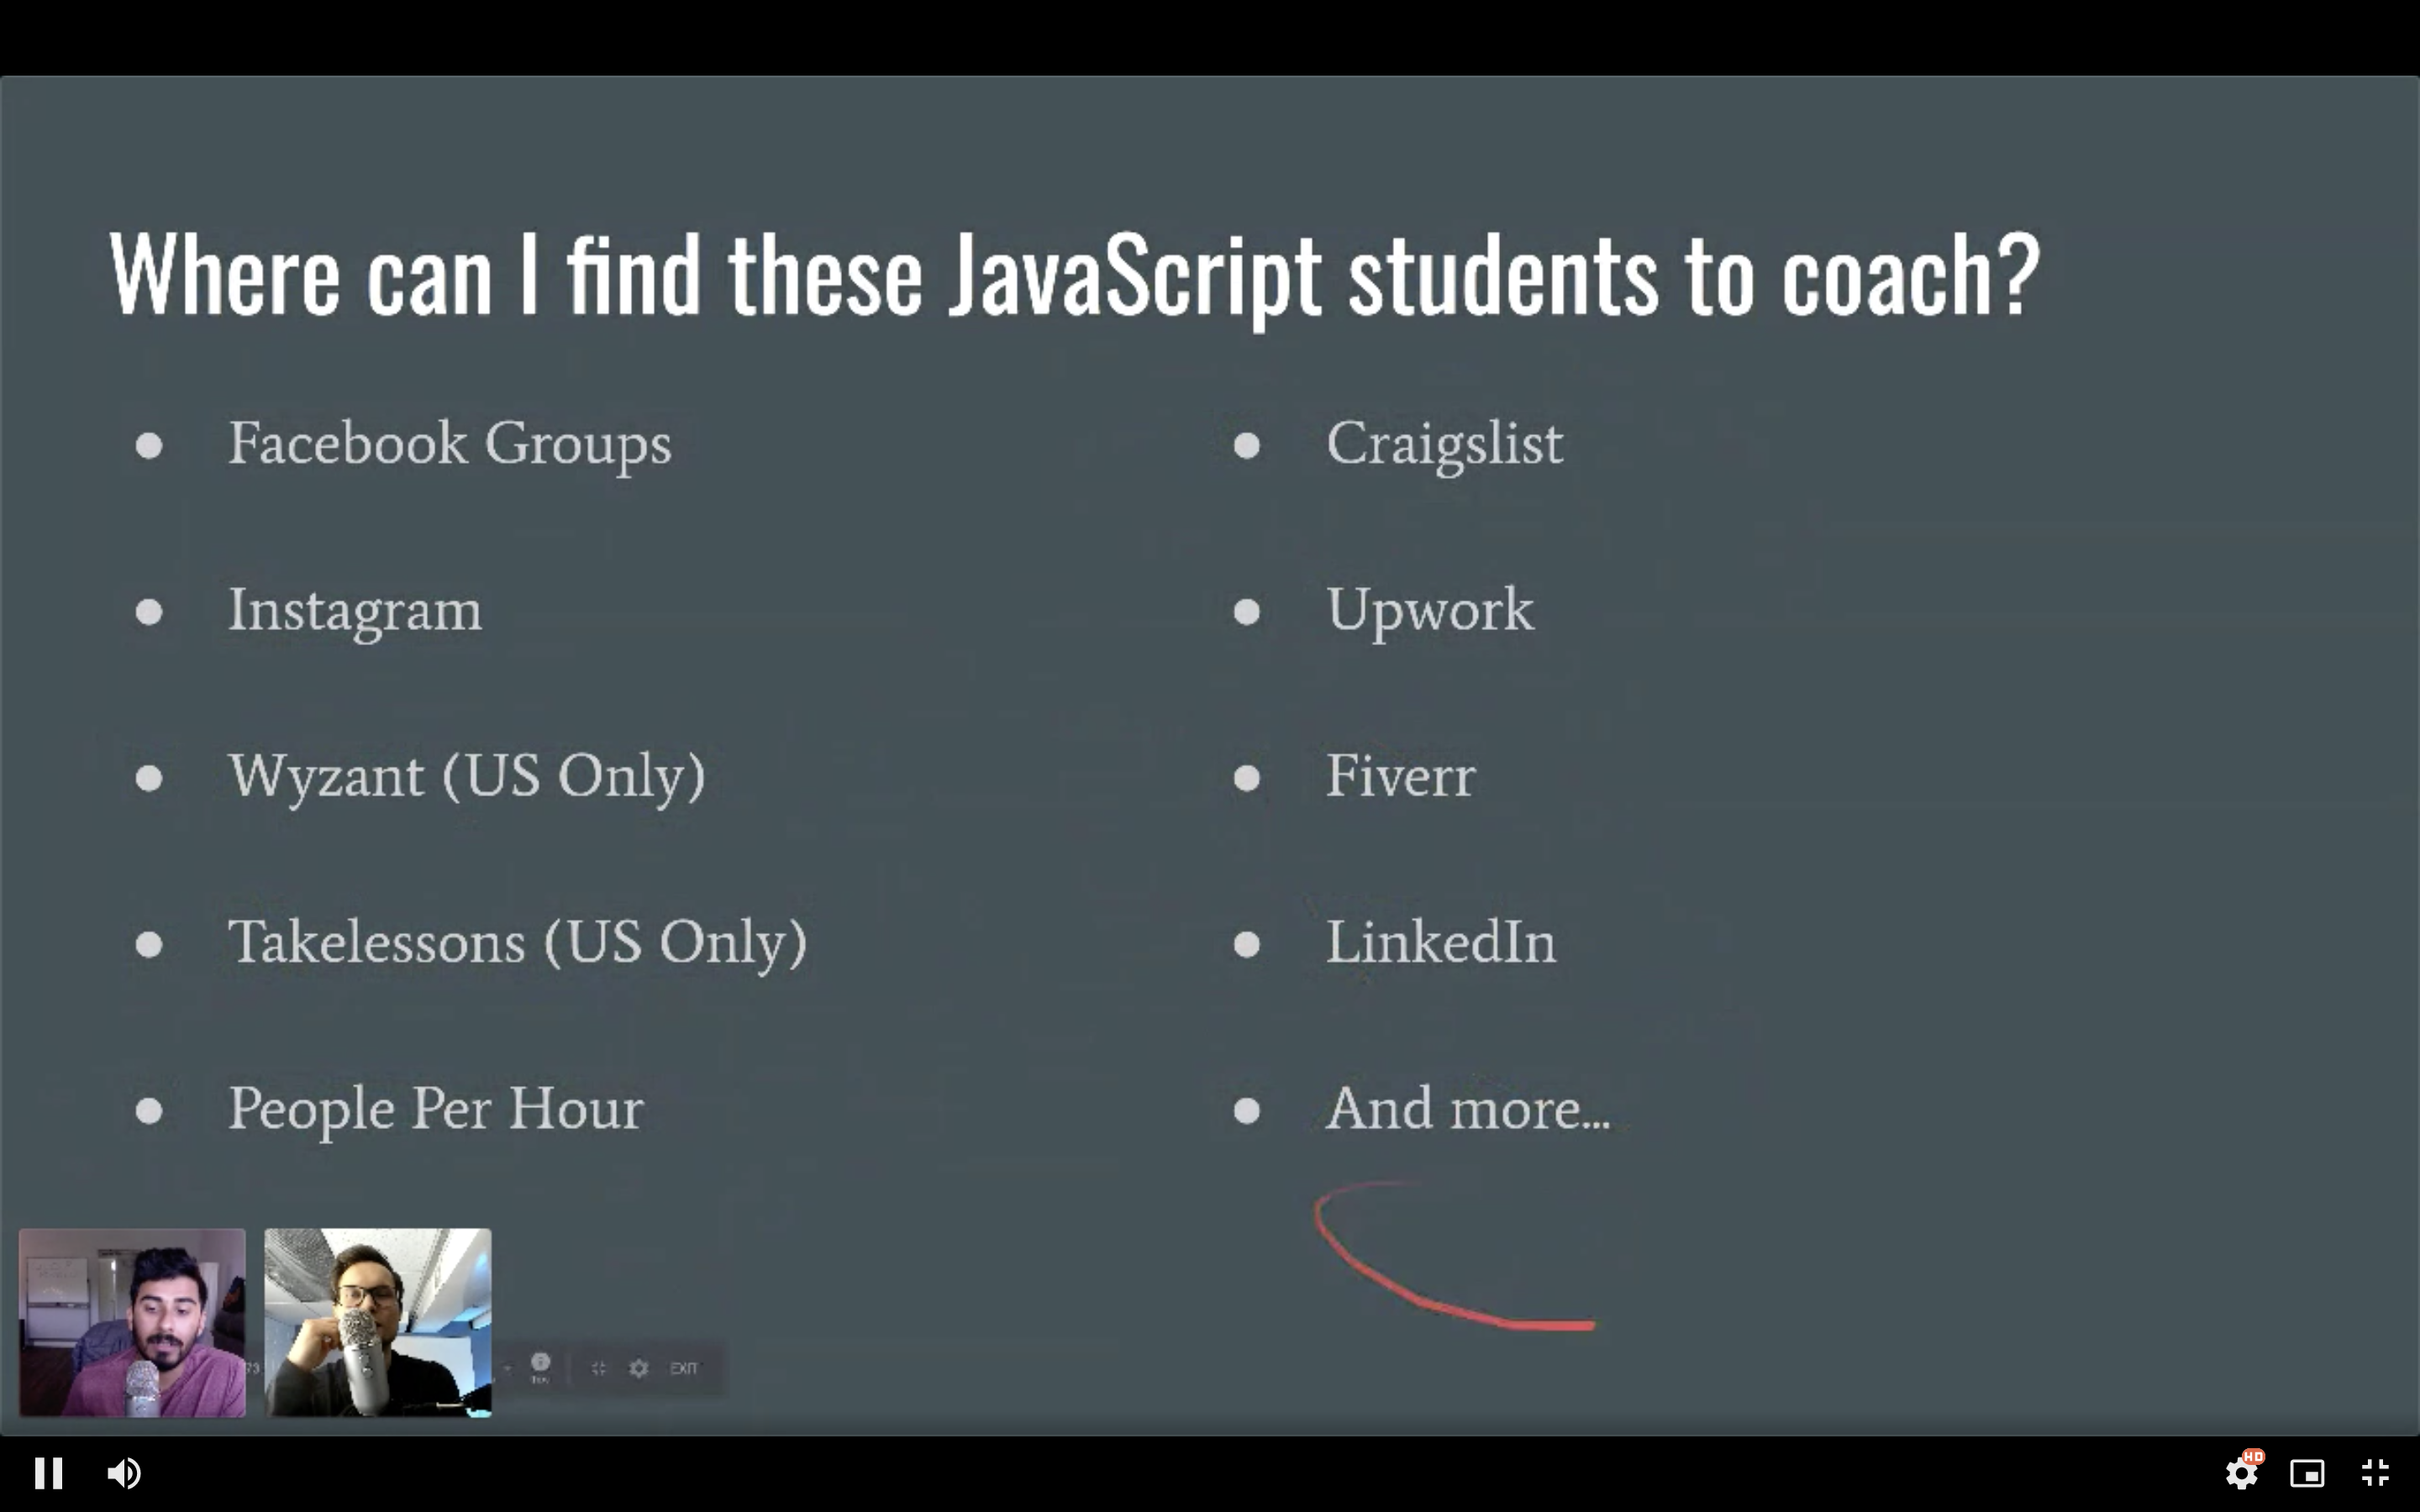 Where can I find these JavaScript students to coach?
● Facebook Groups
● Instagram
● Wyzant (US Only)
● Takelessons (US Only)
● People Per Hour
● Craigslist
● Upwork
● Fiverr
● LinkedIn
● And more...
EXIT
HD